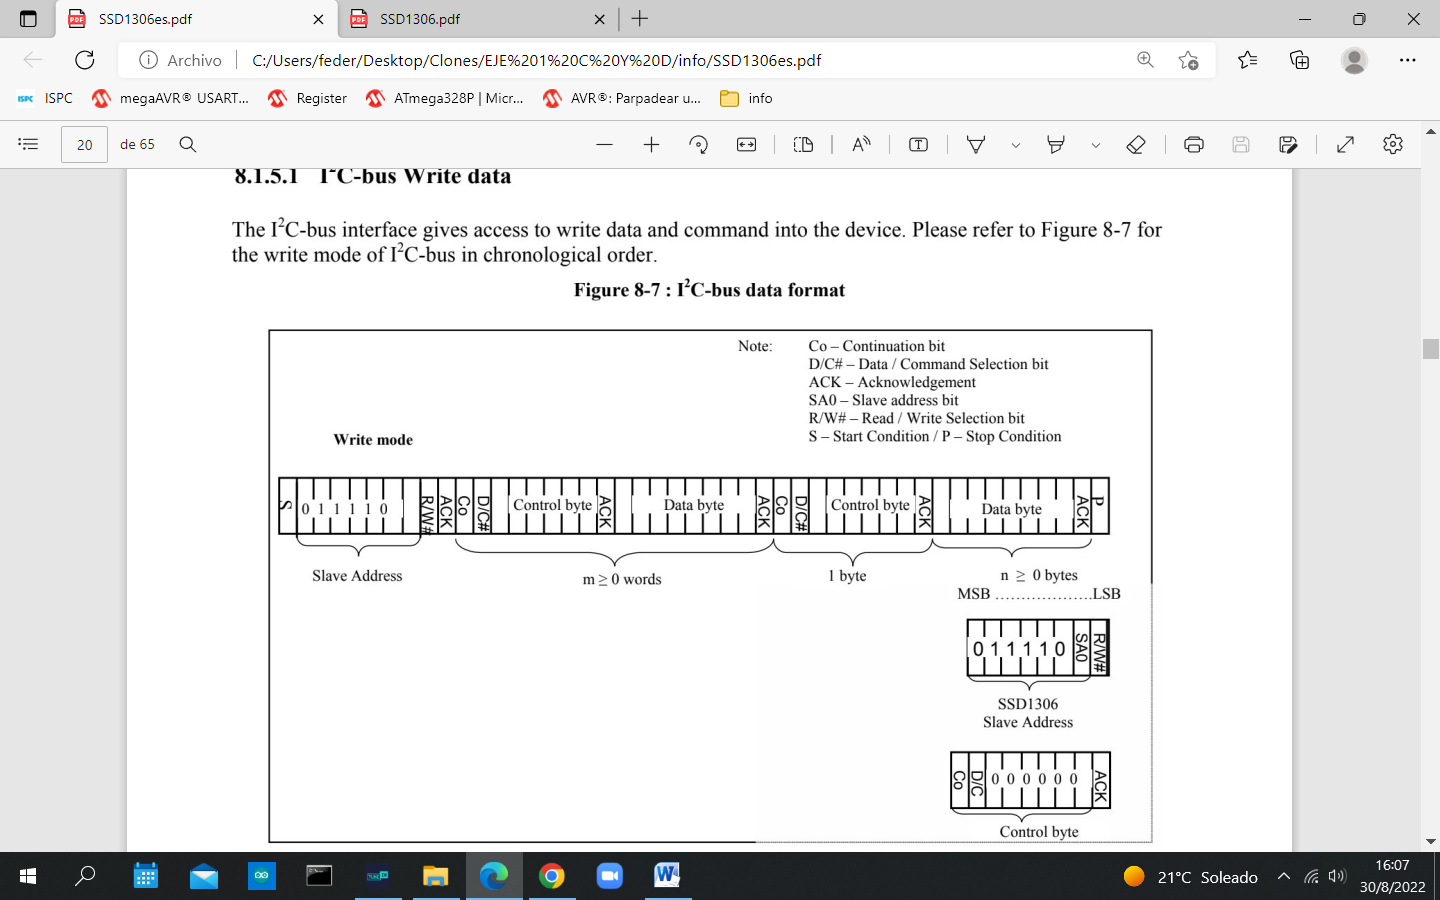 SSD1306es.pdf
SSD1306.pdf
Archivo
C:/Users/feder/Desktop/Clones/EJE%201%20C%20Y%20D/info/SSD1306es.pdf
ISPC ISPC
megaAVR® USART...
Register
ATmega328P | Micr...
AVR®: Parpadear u...
info
20 de 65
8.1.5.1 I²C-bus Write data
The I²C-bus interface gives access to write data and command into the device. Please refer to Figure 8-7 for
the write mode of I²C-bus in chronological order.
Figure 8-7 : I²C-bus data format
Note:
Co – Continuation bit
D/C# – Data / Command Selection bit
ACK – Acknowledgement
SA0 – Slave address bit
R/W# – Read / Write Selection bit
S – Start Condition / P – Stop Condition
Write mode
S 0 1 1 1 1 0 R/W# ACK Co D/C# Control byte ACK Data byte ACK Co D/C# Control byte ACK Data byte ACK P
Slave Address
m ≥ 0 words
1 byte
n ≥ 0 bytes
MSB ....................LSB
0 1 1 1 1 0 SA0 R/W#
SSD1306
Slave Address
Co D/C 0 0 0 0 0 0 ACK
Control byte
21°C Soleado
16:07
30/8/2022